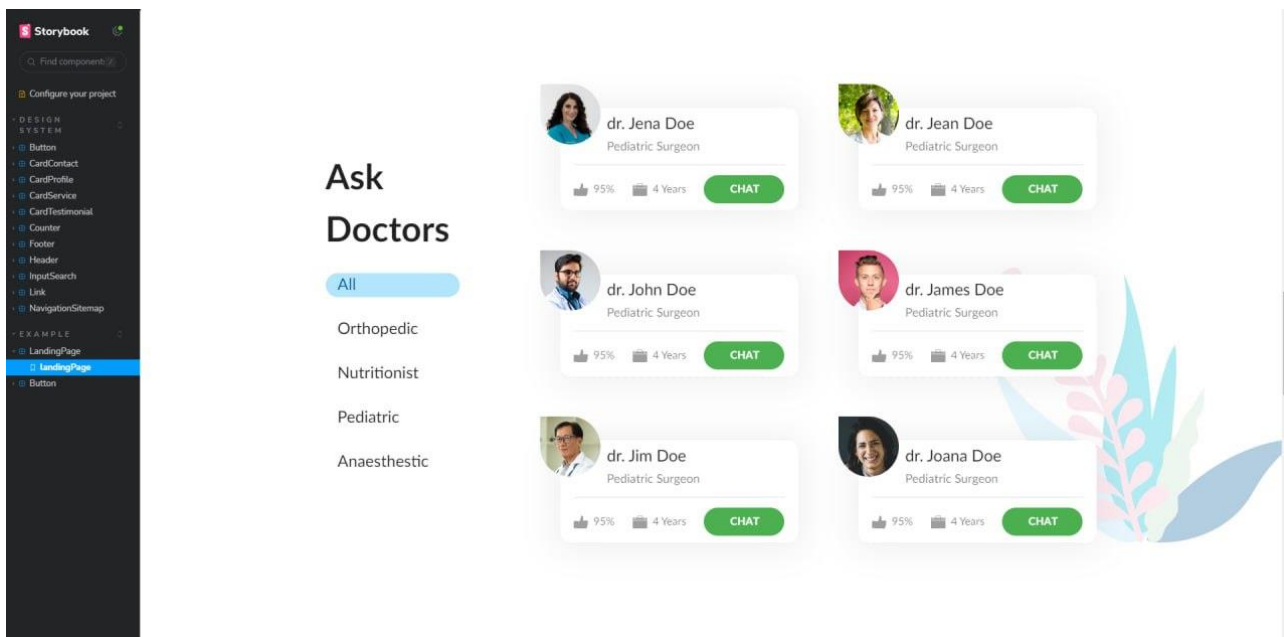 Storybook
Find components
/
Configure your project
DESIGN
SYSTEM
Button
CardContact
CardProfile
CardService
CardTestimonial
Counter
Footer
Header
InputSearch
Link
NavigationSitemap
EXAMPLE
LandingPage
landingPage
Button
Ask
Doctors
All
Orthopedic
Nutritionist
Pediatric
Anaesthestic
dr. Jena Doe
Pediatric Surgeon
95% 4 Years CHAT
dr. Jean Doe
Pediatric Surgeon
95% 4 Years CHAT
dr. John Doe
Pediatric Surgeon
95% 4 Years CHAT
dr. James Doe
Pediatric Surgeon
95% 4 Years CHAT
dr. Jim Doe
Pediatric Surgeon
95% 4 Years CHAT
dr. Joana Doe
Pediatric Surgeon
95% 4 Years CHAT